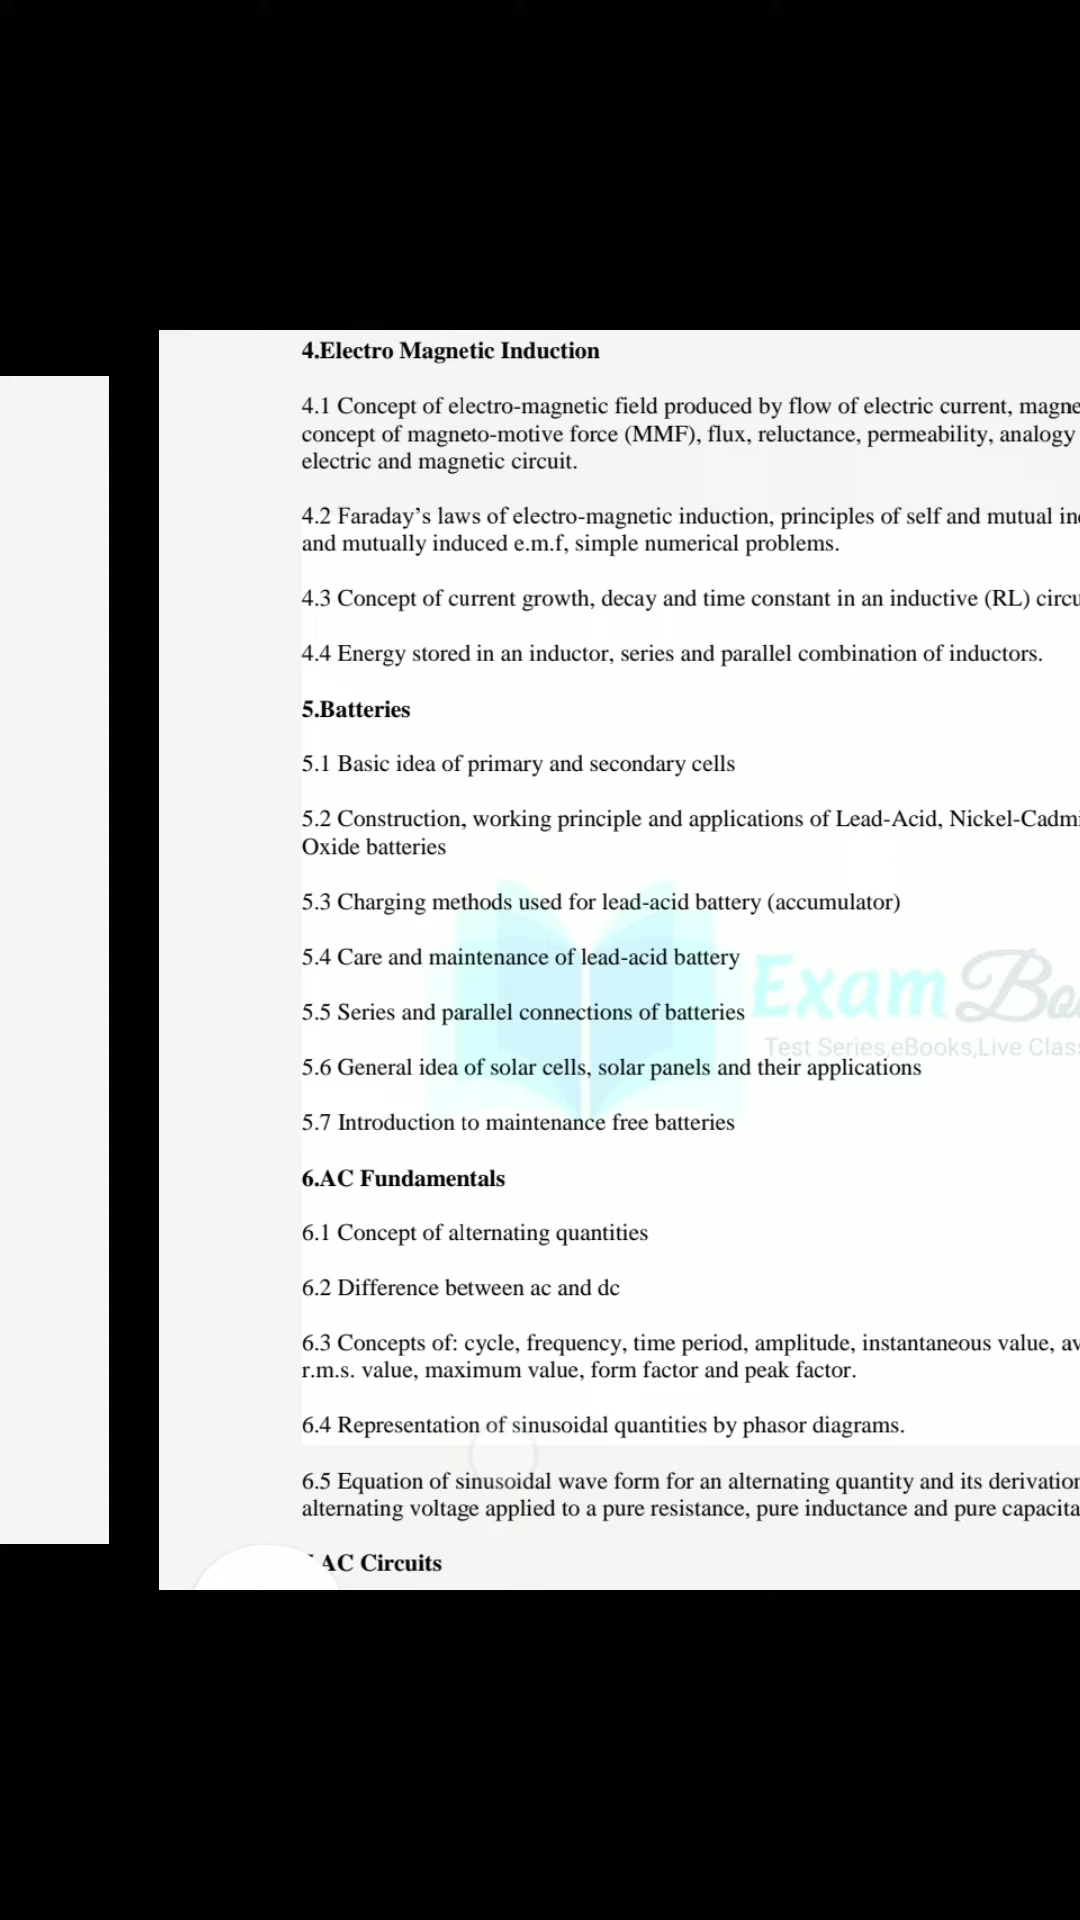 4.Electro Magnetic Induction
4.1 Concept of electro-magnetic field produced by flow of electric current, magne
concept of magneto-motive force (MMF), flux, reluctance, permeability, analogy
electric and magnetic circuit.
4.2 Faraday’s laws of electro-magnetic induction, principles of self and mutual in
and mutually induced e.m.f, simple numerical problems.
4.3 Concept of current growth, decay and time constant in an inductive (RL) circu
4.4 Energy stored in an inductor, series and parallel combination of inductors.
5.Batteries
5.1 Basic idea of primary and secondary cells
5.2 Construction, working principle and applications of Lead-Acid, Nickel-Cadmi
Oxide batteries
5.3 Charging methods used for lead-acid battery (accumulator)
5.4 Care and maintenance of lead-acid battery
Exam Bo
5.5 Series and parallel connections of batteries
Test Series,eBooks,Live Clas
5.6 General idea of solar cells, solar panels and their applications
5.7 Introduction to maintenance free batteries
6.AC Fundamentals
6.1 Concept of alternating quantities
6.2 Difference between ac and dc
6.3 Concepts of: cycle, frequency, time period, amplitude, instantaneous value, av
r.m.s. value, maximum value, form factor and peak factor.
6.4 Representation of sinusoidal quantities by phasor diagrams.
6.5 Equation of sinusoidal wave form for an alternating quantity and its derivation
alternating voltage applied to a pure resistance, pure inductance and pure capacita
AC Circuits